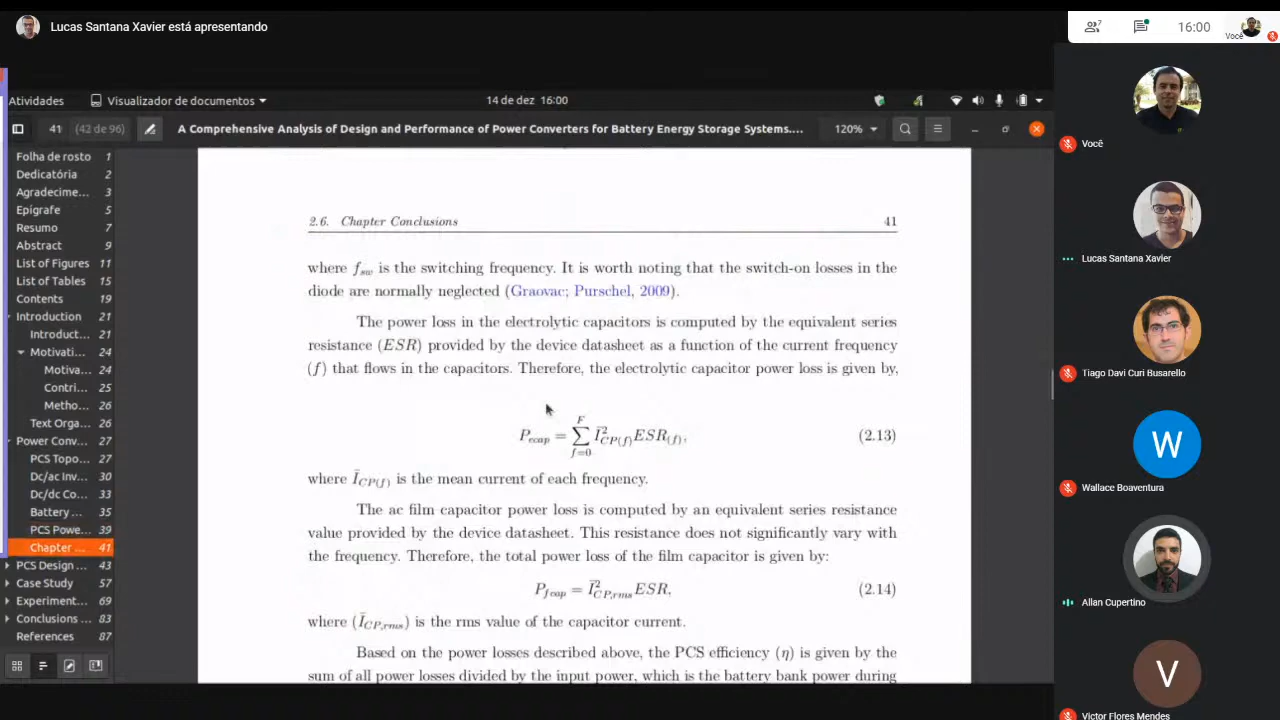 Lucas Santana Xavier está apresentando
7
16:00
Você
Atividades
Visualizador de documentos
14 de dez 16:00
41 (42 de 96)
A Comprehensive Analysis of Design and Performance of Power Converters for Battery Energy Storage Systems....
120%
Folha de rosto 1
Dedicatória 2
Agradecime... 3
Epígrafe 5
Resumo 7
Abstract 9
List of Figures 11
List of Tables 15
Contents 19
Introduction 21
Introduct... 21
Motivati... 24
Motiva... 24
Contri... 25
Metho... 26
Text Orga... 26
Power Conv... 27
PCS Topo... 27
Dc/ac Inv... 30
Dc/dc Co... 33
Battery ... 35
PCS Powe... 39
Chapter ... 41
PCS Design ... 43
Case Study 57
Experiment... 69
Conclusions ... 83
References 96
2.6. Chapter Conclusions 41
where f_sw is the switching frequency. It is worth noting that the switch-on losses in the
diode are normally neglected (Graovac; Purschel, 2009).
The power loss in the electrolytic capacitors is computed by the equivalent series
resistance (ESR) provided by the device datasheet as a function of the current frequency
(f) that flows in the capacitors. Therefore, the electrolytic capacitor power loss is given by,
P_ecap = ∑_{f=0}^{F} Ī²_CP(f) ESR_(f), (2.13)
where Ī_CP(f) is the mean current of each frequency.
The ac film capacitor power loss is computed by an equivalent series resistance
value provided by the device datasheet. This resistance does not significantly vary with
the frequency. Therefore, the total power loss of the film capacitor is given by:
P_fcap = Ī²_CP,rms ESR, (2.14)
where (Ī_CP,rms) is the rms value of the capacitor current.
Based on the power losses described above, the PCS efficiency (η) is given by the
sum of all power losses divided by the input power, which is the battery bank power during
Você
Lucas Santana Xavier
Tiago Davi Curi Busarello
W
Wallace Boaventura
Allan Cupertino
V
Victor Flores Mendes